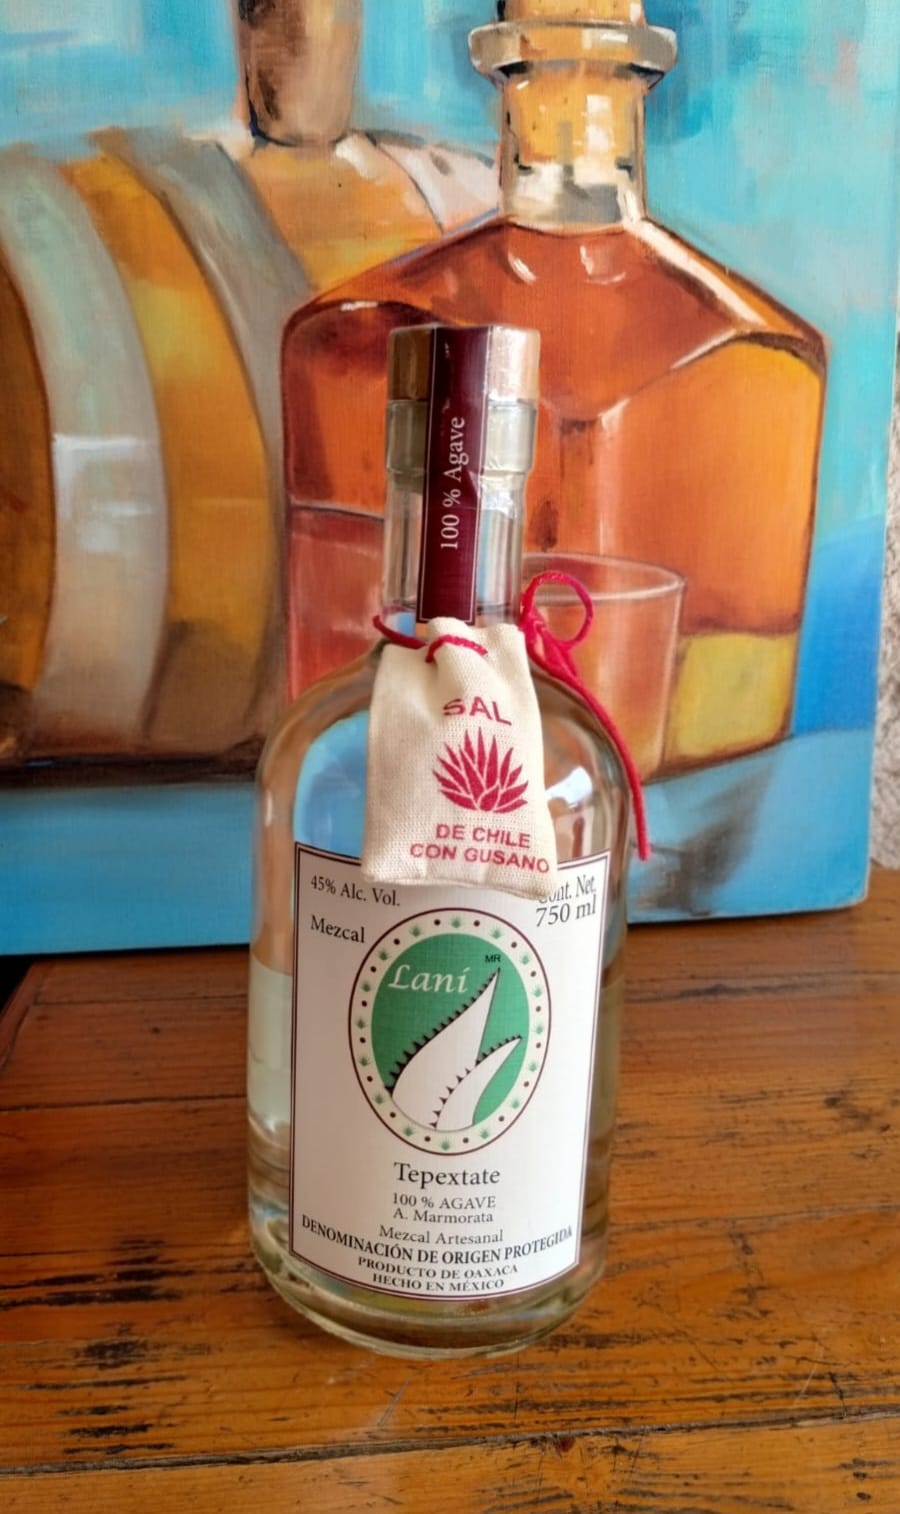 100 % Agave
SAL
DE CHILE
CON GUSANO
45% Alc. Vol.
Cont. Net.
750 ml
Mezcal
MR
Laní
Tepextate
100 % AGAVE
A. Marmorata
Mezcal Artesanal
DENOMINACIÓN DE ORIGEN PROTEGIDA
PRODUCTO DE OAXACA
HECHO EN MÉXICO